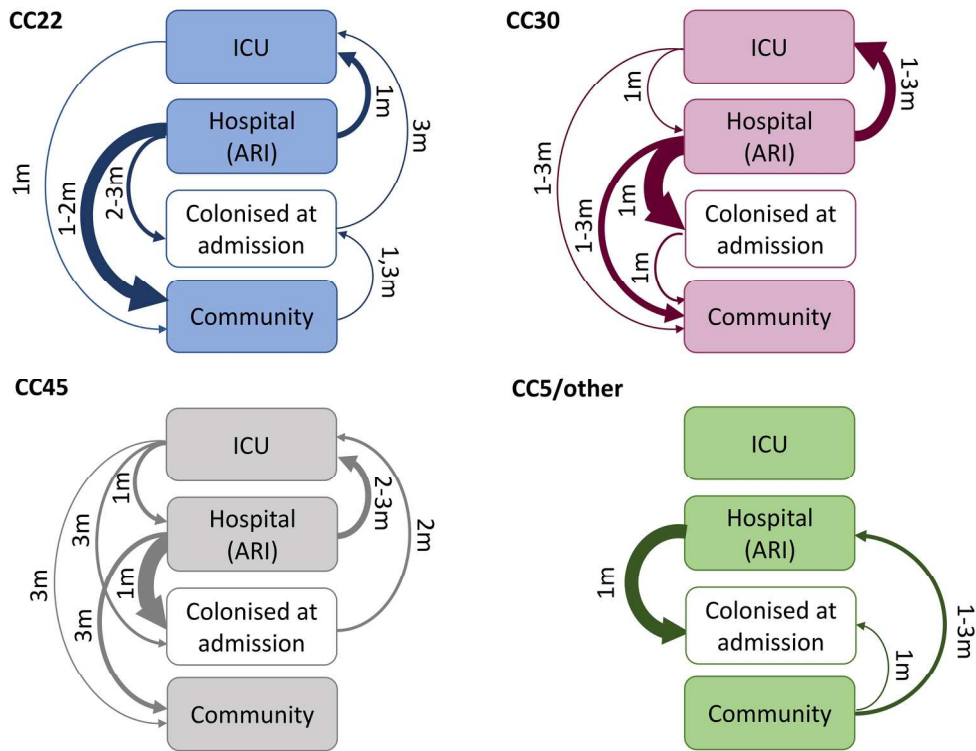 CC22
ICU
Hospital
(ARI)
Colonised at
admission
Community
1m
1-2m
2-3m
1m
3m
1,3m
CC30
ICU
Hospital
(ARI)
Colonised at
admission
Community
1-3m
1m
1-3m
1m
1m
1-3m
CC45
ICU
Hospital
(ARI)
Colonised at
admission
Community
3m
3m
1m
3m
1m
2-3m
2m
CC5/other
ICU
Hospital
(ARI)
Colonised at
admission
Community
1m
1m
1-3m